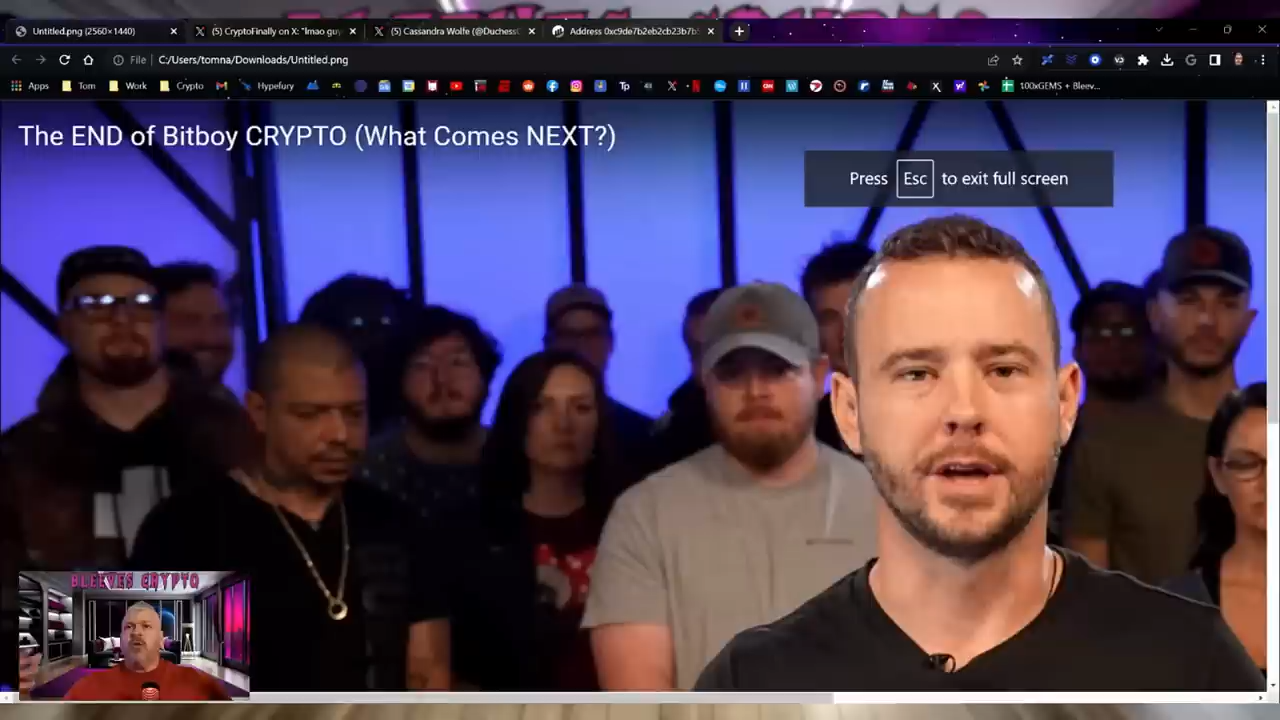 Untitled.png (2560×1440)
(5) CryptoFinally on X: "lmao guy
(5) Cassandra Wolfe (@Duchess
Address 0xc9de7b2eb2cb23b7b
File
C:/Users/tomna/Downloads/Untitled.png
Apps
Tom
Work
Crypto
Hypefury
Tp
100xGEMS + Bleev...
The END of Bitboy CRYPTO (What Comes NEXT?)
Press Esc to exit full screen
BLEEVES CRYPTO